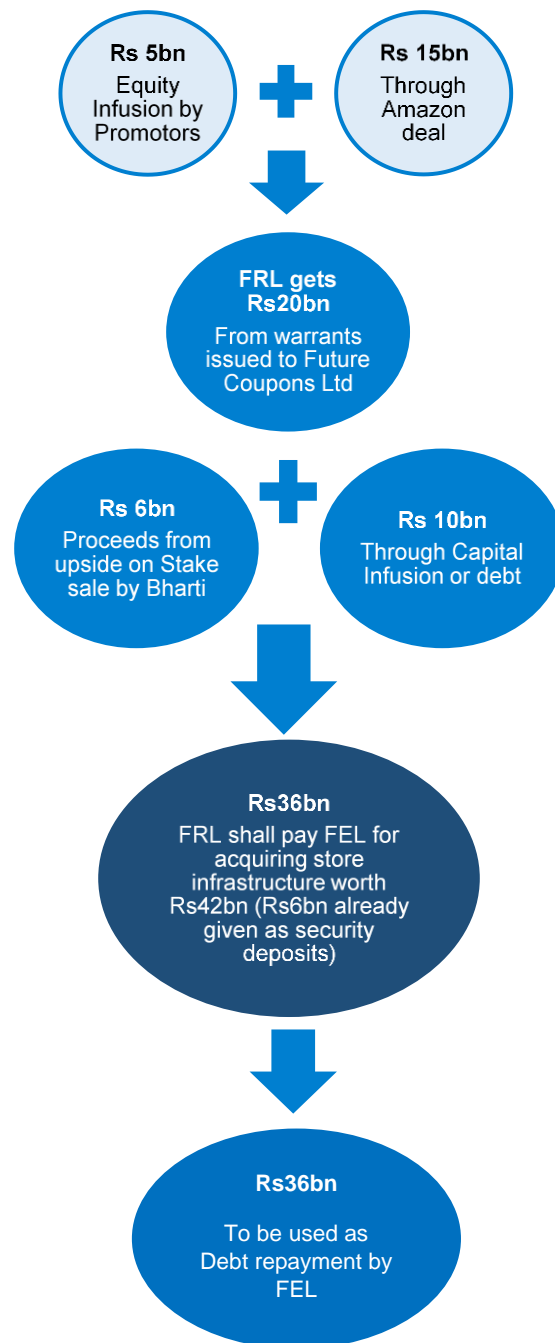 Rs 5bn
Equity
Infusion by
Promotors
Rs 15bn
Through
Amazon
deal
FRL gets
Rs20bn
From warrants
issued to Future
Coupons Ltd
Rs 6bn
Proceeds from
upside on Stake
sale by Bharti
Rs 10bn
Through Capital
Infusion or debt
Rs36bn
FRL shall pay FEL for
acquiring store
infrastructure worth
Rs42bn (Rs6bn already
given as security
deposits)
Rs36bn
To be used as
Debt repayment by
FEL